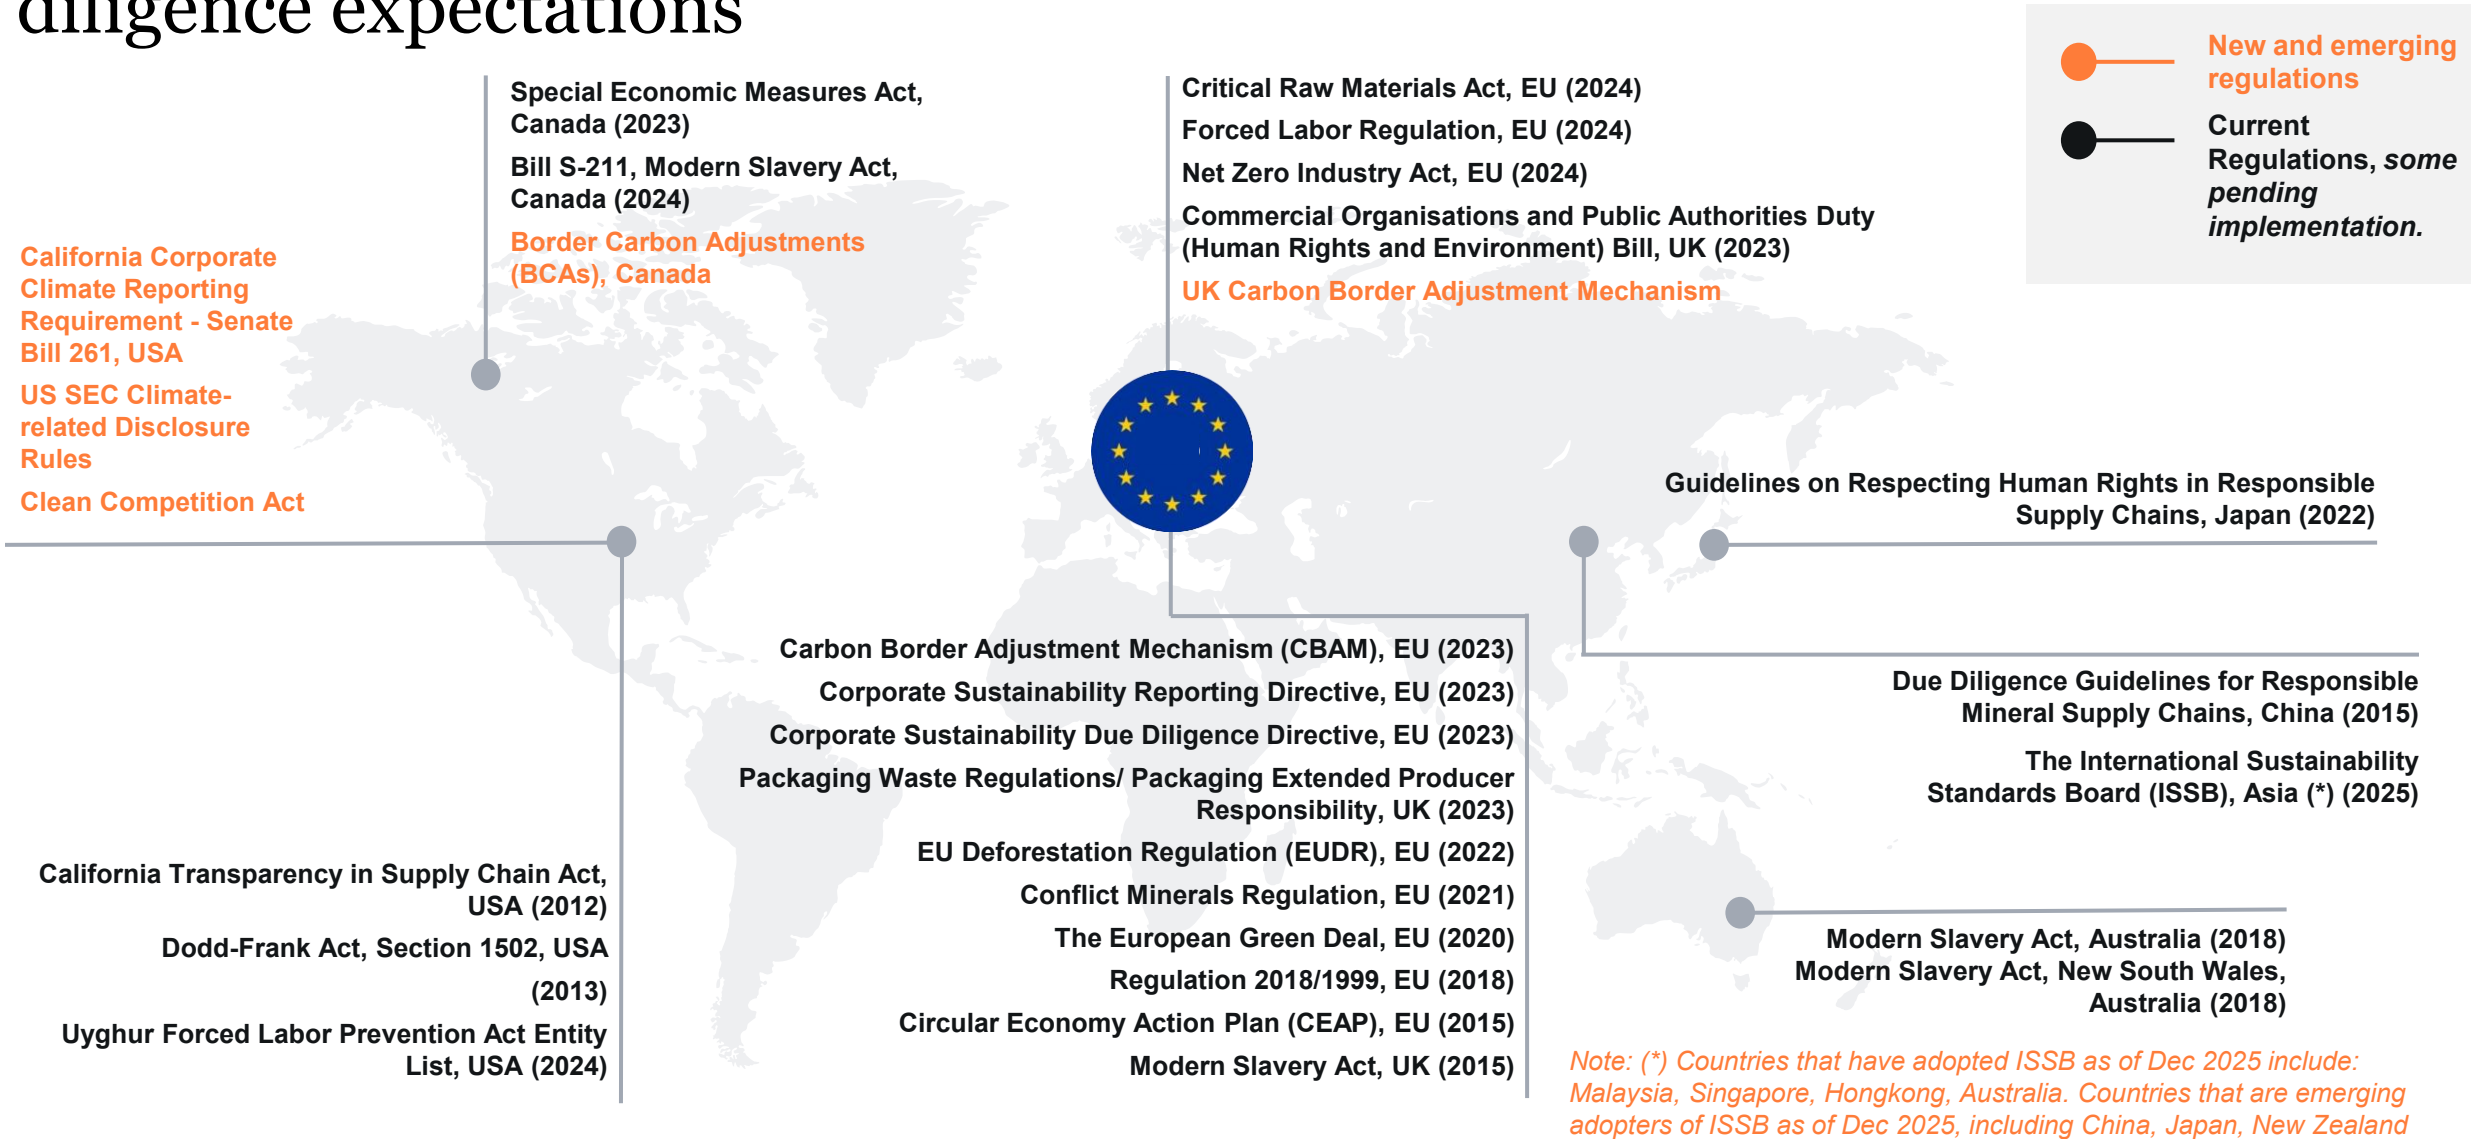 diligence expectations
New and emerging
regulations
Current
Regulations, some
pending
implementation.
Special Economic Measures Act,
Canada (2023)
Bill S-211, Modern Slavery Act,
Canada (2024)
Border Carbon Adjustments
(BCAs), Canada
Critical Raw Materials Act, EU (2024)
Forced Labor Regulation, EU (2024)
Net Zero Industry Act, EU (2024)
Commercial Organisations and Public Authorities Duty
(Human Rights and Environment) Bill, UK (2023)
UK Carbon Border Adjustment Mechanism
California Corporate
Climate Reporting
Requirement - Senate
Bill 261, USA
US SEC Climate-
related Disclosure
Rules
Clean Competition Act
Guidelines on Respecting Human Rights in Responsible
Supply Chains, Japan (2022)
Carbon Border Adjustment Mechanism (CBAM), EU (2023)
Corporate Sustainability Reporting Directive, EU (2023)
Corporate Sustainability Due Diligence Directive, EU (2023)
Packaging Waste Regulations/ Packaging Extended Producer
Responsibility, UK (2023)
EU Deforestation Regulation (EUDR), EU (2022)
Conflict Minerals Regulation, EU (2021)
The European Green Deal, EU (2020)
Regulation 2018/1999, EU (2018)
Circular Economy Action Plan (CEAP), EU (2015)
Modern Slavery Act, UK (2015)
Due Diligence Guidelines for Responsible
Mineral Supply Chains, China (2015)
The International Sustainability
Standards Board (ISSB), Asia (*) (2025)
California Transparency in Supply Chain Act,
USA (2012)
Dodd-Frank Act, Section 1502, USA
(2013)
Uyghur Forced Labor Prevention Act Entity
List, USA (2024)
Modern Slavery Act, Australia (2018)
Modern Slavery Act, New South Wales,
Australia (2018)
Note: (*) Countries that have adopted ISSB as of Dec 2025 include:
Malaysia, Singapore, Hongkong, Australia. Countries that are emerging
adopters of ISSB as of Dec 2025, including China, Japan, New Zealand